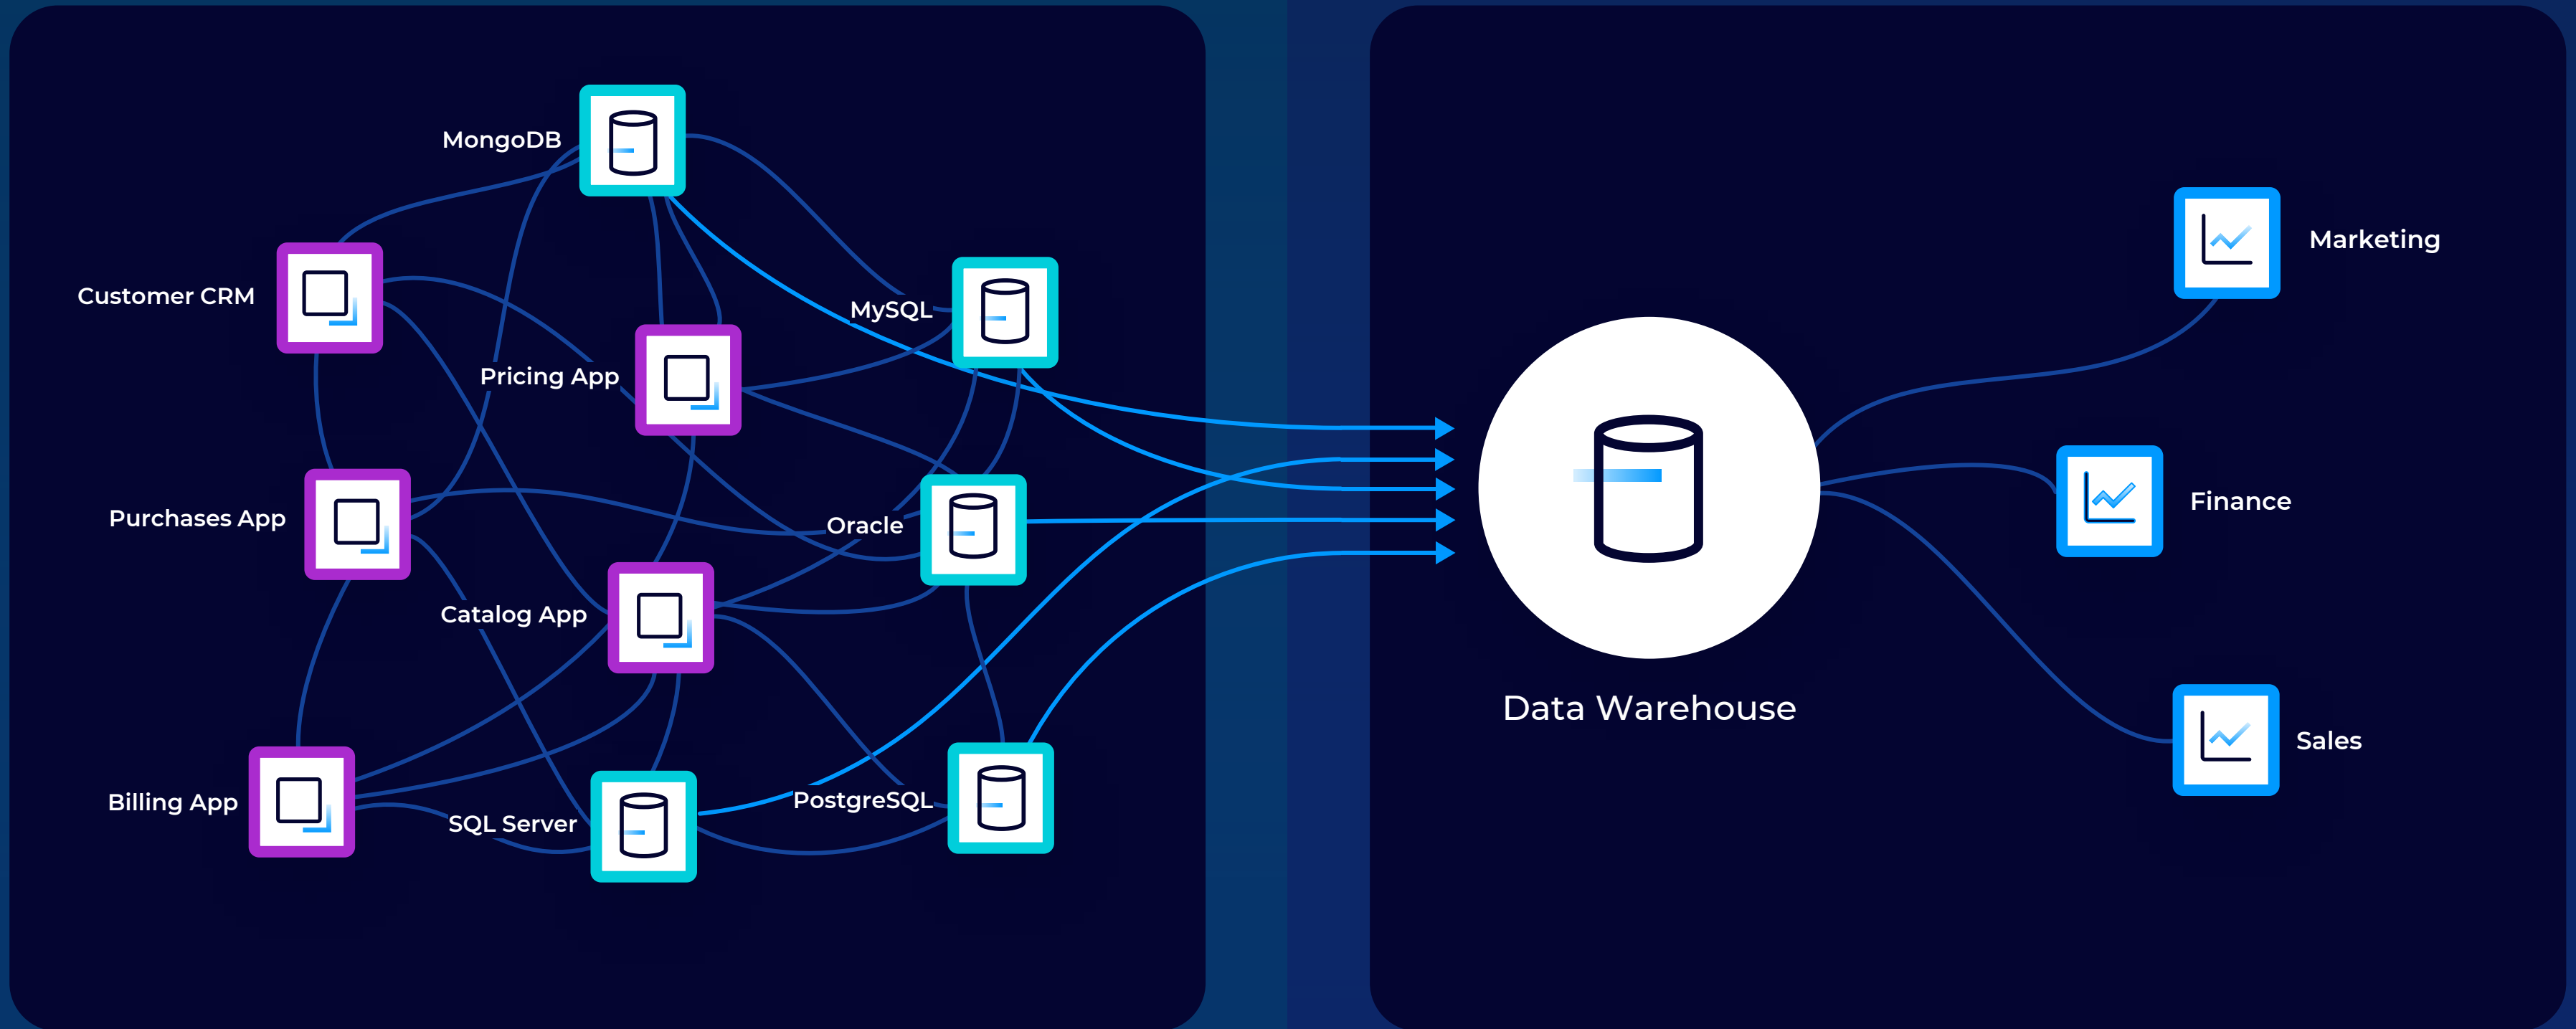 MongoDB
Customer CRM
MySQL
Pricing App
Purchases App
Oracle
Catalog App
Billing App
SQL Server
PostgreSQL
Data Warehouse
Marketing
Finance
Sales